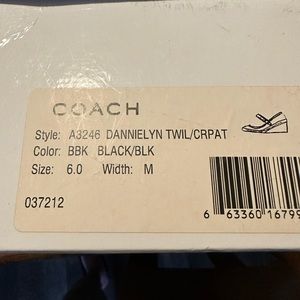 COACH
Style: A3246 DANNIELYN TWIL/CRPAT
Color: BBK BLACK/BLK
Size: 6.0 Width: M
037212
6 63360 16799